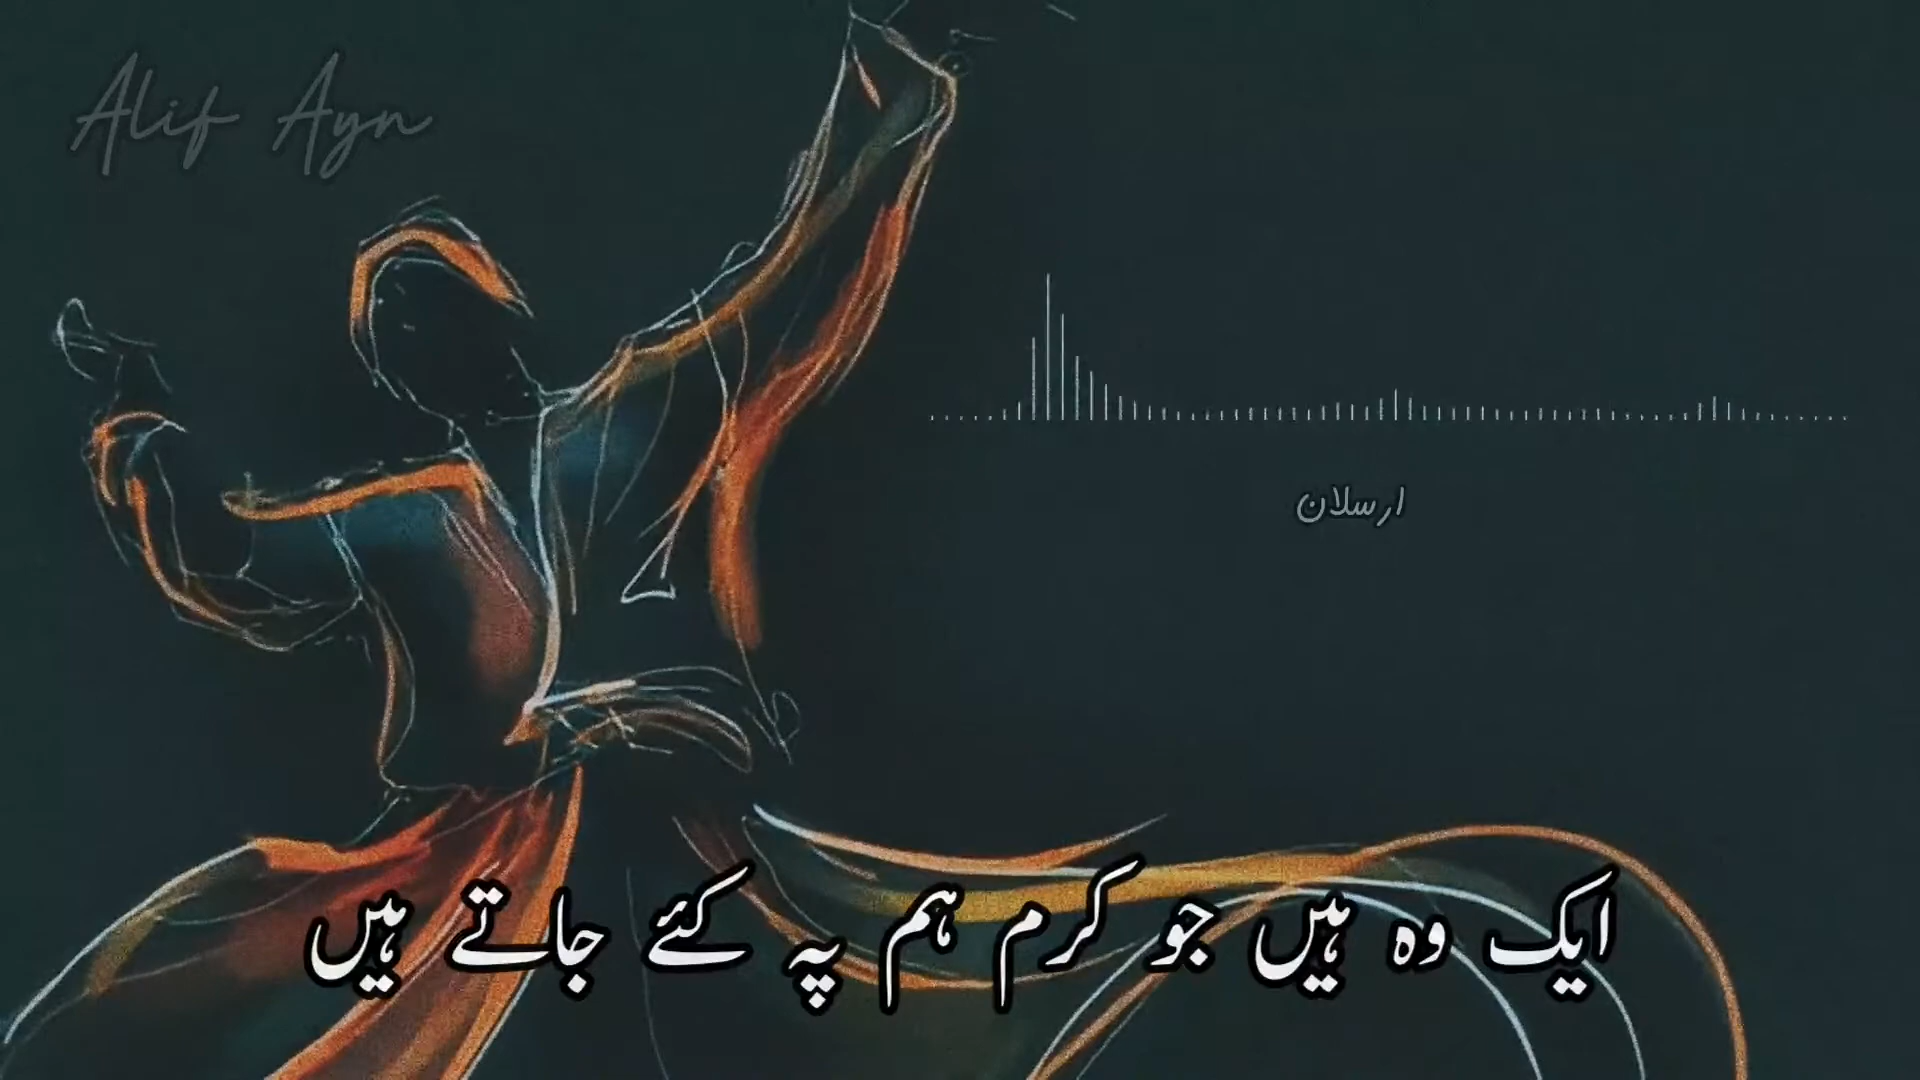 Alif Ayn
ارسلان
ایک وہ ہیں جو کرم ہم پہ کئے جاتے ہیں